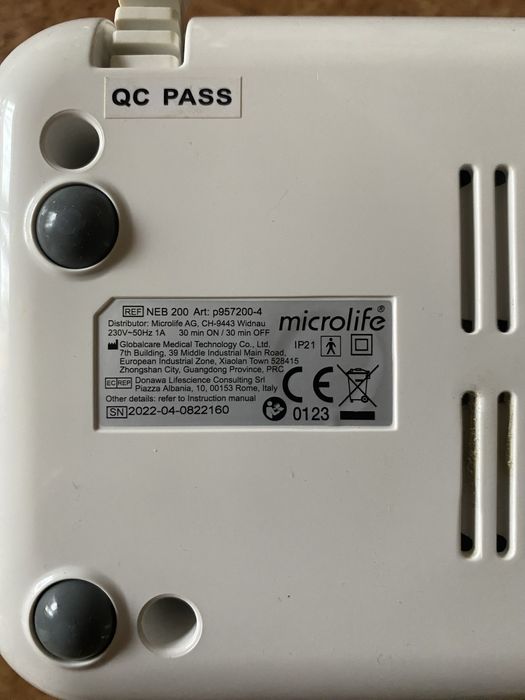 QC PASS
REF NEB 200 Art: p957200-4
Distributor: Microlife AG, CH-9443 Widnau
230V~50Hz 1A 30 min ON / 30 min OFF
microlife®
IP21
Globalcare Medical Technology Co., Ltd.
7th Building, 39 Middle Industrial Main Road,
European Industrial Zone, Xiaolan Town 528415
Zhongshan City, Guangdong Province, PRC
EC REP Donawa Lifescience Consulting Srl
Piazza Albania, 10, 00153 Rome, Italy
Other details: refer to Instruction manual
CE
0123
SN 2022-04-0822160